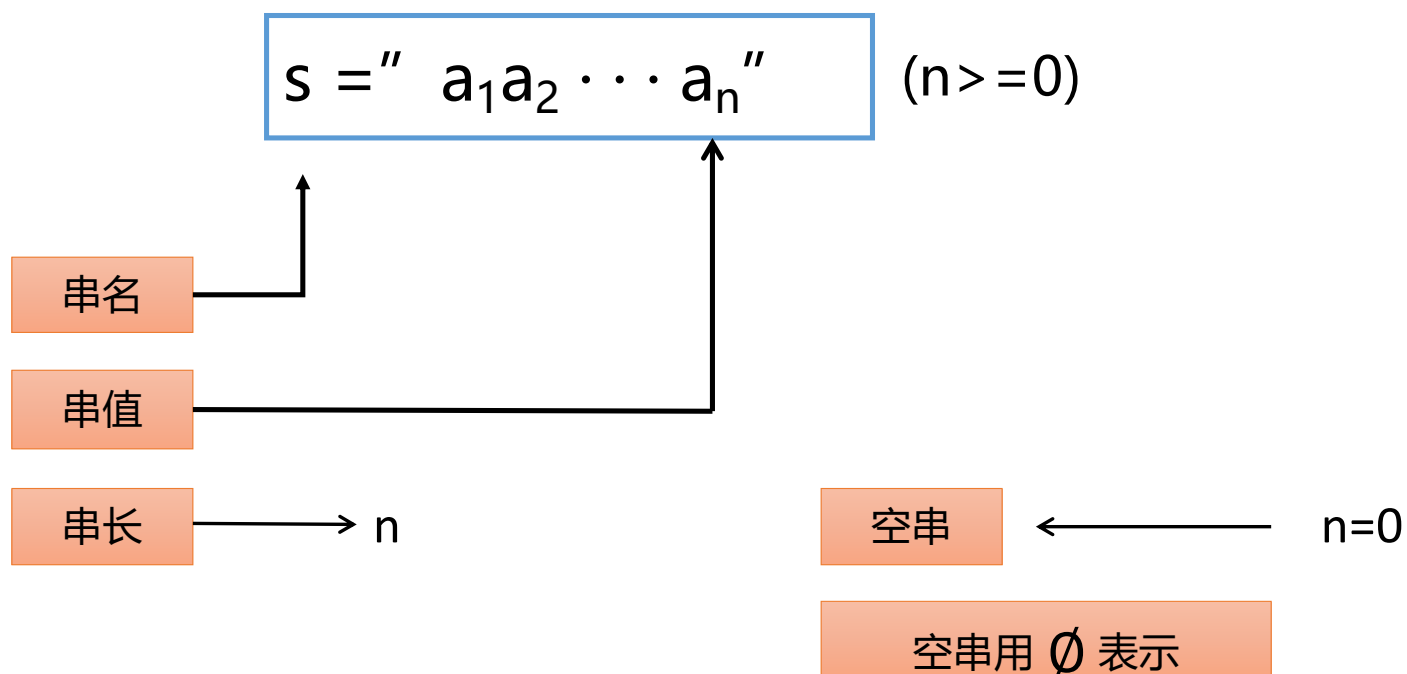 s =″ a₁a₂ · · · aₙ″ (n>=0)
串名
串值
串长 n 空串 n=0
空串用 Ø 表示